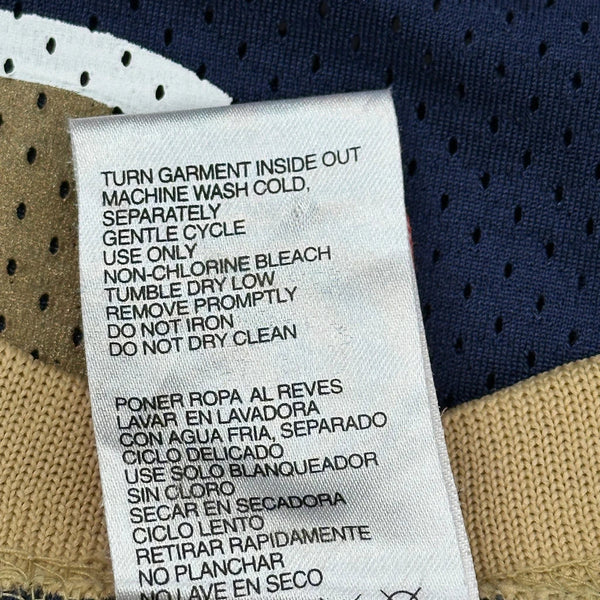 TURN GARMENT INSIDE OUT
MACHINE WASH COLD,
SEPARATELY
GENTLE CYCLE
USE ONLY
NON-CHLORINE BLEACH
TUMBLE DRY LOW
REMOVE PROMPTLY
DO NOT IRON
DO NOT DRY CLEAN
PONER ROPA AL REVES
LAVAR EN LAVADORA
CON AGUA FRIA, SEPARADO
CICLO DELICADO
USE SOLO BLANQUEADOR
SIN CLORO
SECAR EN SECADORA
CICLO LENTO
RETIRAR RAPIDAMENTE
NO PLANCHAR
NO LAVE EN SECO